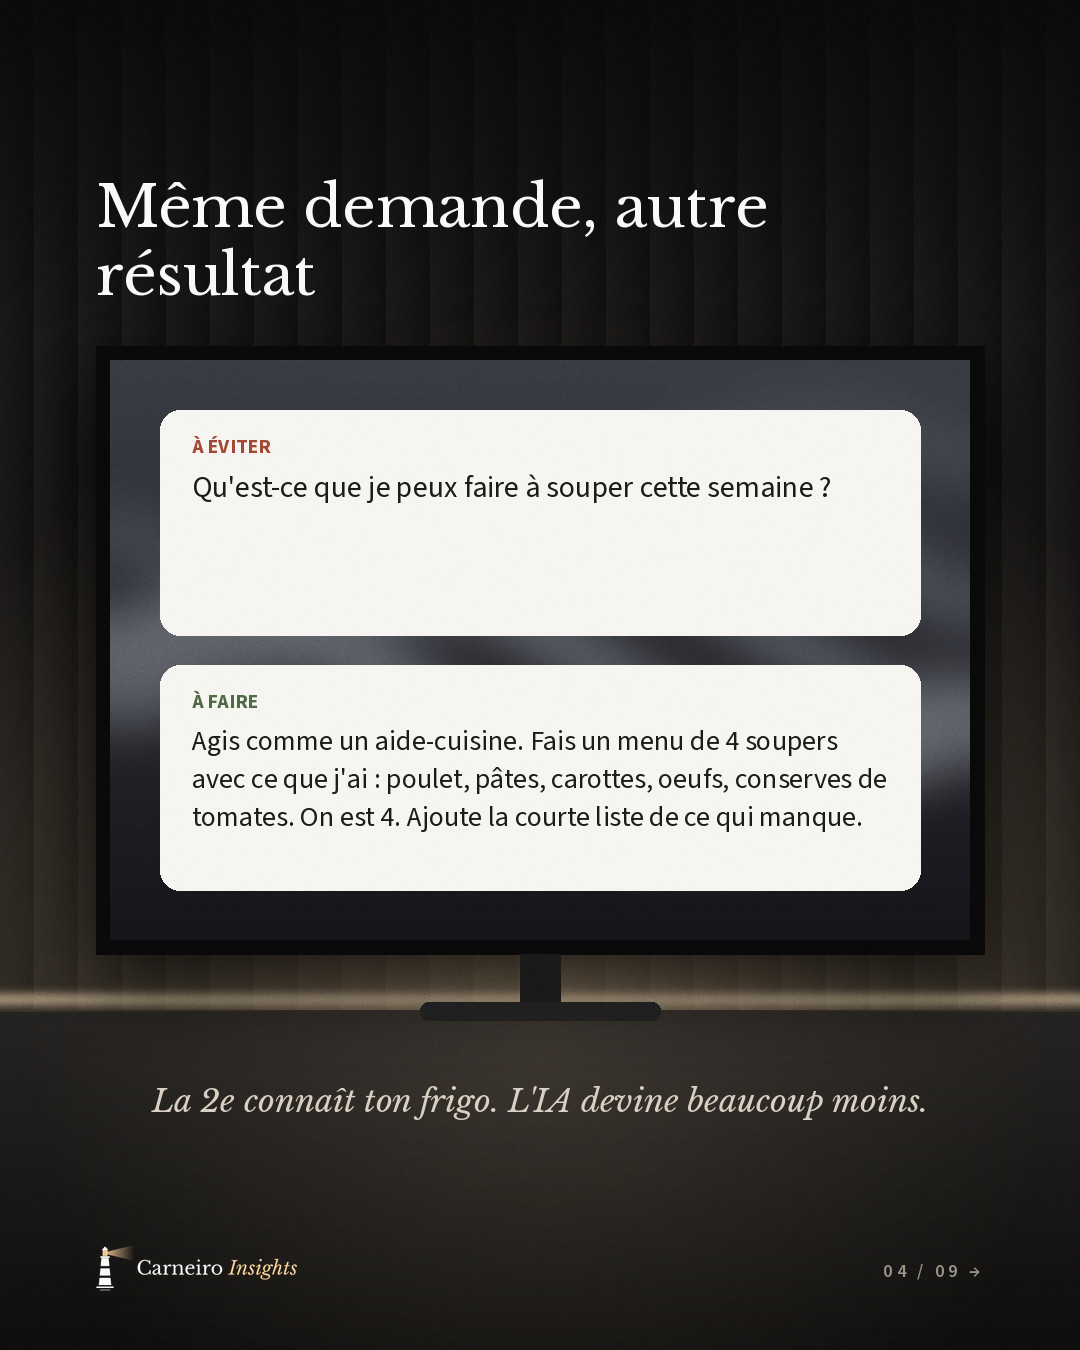 Même demande, autre
résultat
À ÉVITER
Qu'est-ce que je peux faire à souper cette semaine ?
À FAIRE
Agis comme un aide-cuisine. Fais un menu de 4 soupers
avec ce que j'ai : poulet, pâtes, carottes, oeufs, conserves de
tomates. On est 4. Ajoute la courte liste de ce qui manque.
La 2e connaît ton frigo. L'IA devine beaucoup moins.
Carneiro Insights
04 / 09 →